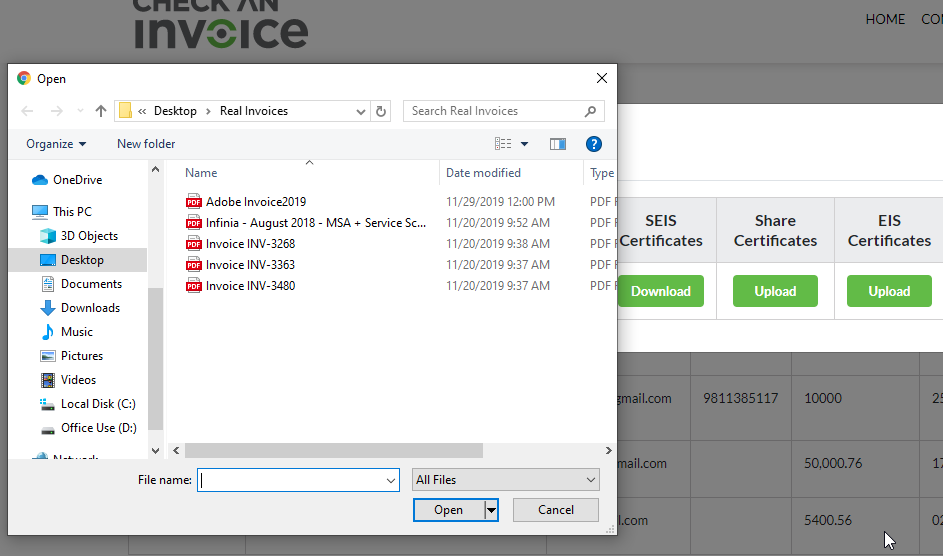 CHECK AN
invoice
HOME
Open
« Desktop › Real Invoices
Search Real Invoices
Organize
New folder
?
Name
Date modified
Type
OneDrive
This PC
3D Objects
Desktop
Documents
Downloads
Music
Pictures
Videos
Local Disk (C:)
Office Use (D:)
Network
PDF Adobe Invoice2019 11/29/2019 12:00 PM PDF F
PDF Infinia - August 2018 - MSA + Service Sc... 11/20/2019 9:52 AM PDF F
PDF Invoice INV-3268 11/20/2019 9:38 AM PDF F
PDF Invoice INV-3363 11/20/2019 9:37 AM PDF F
PDF Invoice INV-3480 11/20/2019 9:37 AM PDF F
File name:
All Files
Open
Cancel
SEIS
Certificates
Share
Certificates
EIS
Certificates
Download
Upload
Upload
gmail.com 9811385117 10000 25
mail.com 50,000.76 17
l.com 5400.56 02